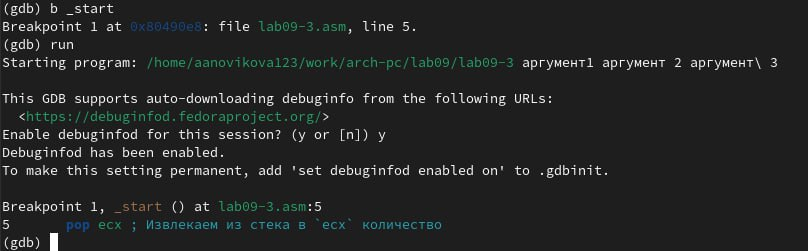 (gdb) b _start
Breakpoint 1 at 0x80490e8: file lab09-3.asm, line 5.
(gdb) run
Starting program: /home/aanovikova123/work/arch-pc/lab09/lab09-3 аргумент1 аргумент 2 аргумент\ 3
This GDB supports auto-downloading debuginfo from the following URLs:
<https://debuginfod.fedoraproject.org/>
Enable debuginfod for this session? (y or [n]) y
Debuginfod has been enabled.
To make this setting permanent, add 'set debuginfod enabled on' to .gdbinit.
Breakpoint 1, _start () at lab09-3.asm:5
5 pop ecx ; Извлекаем из стека в `ecx` количество
(gdb)